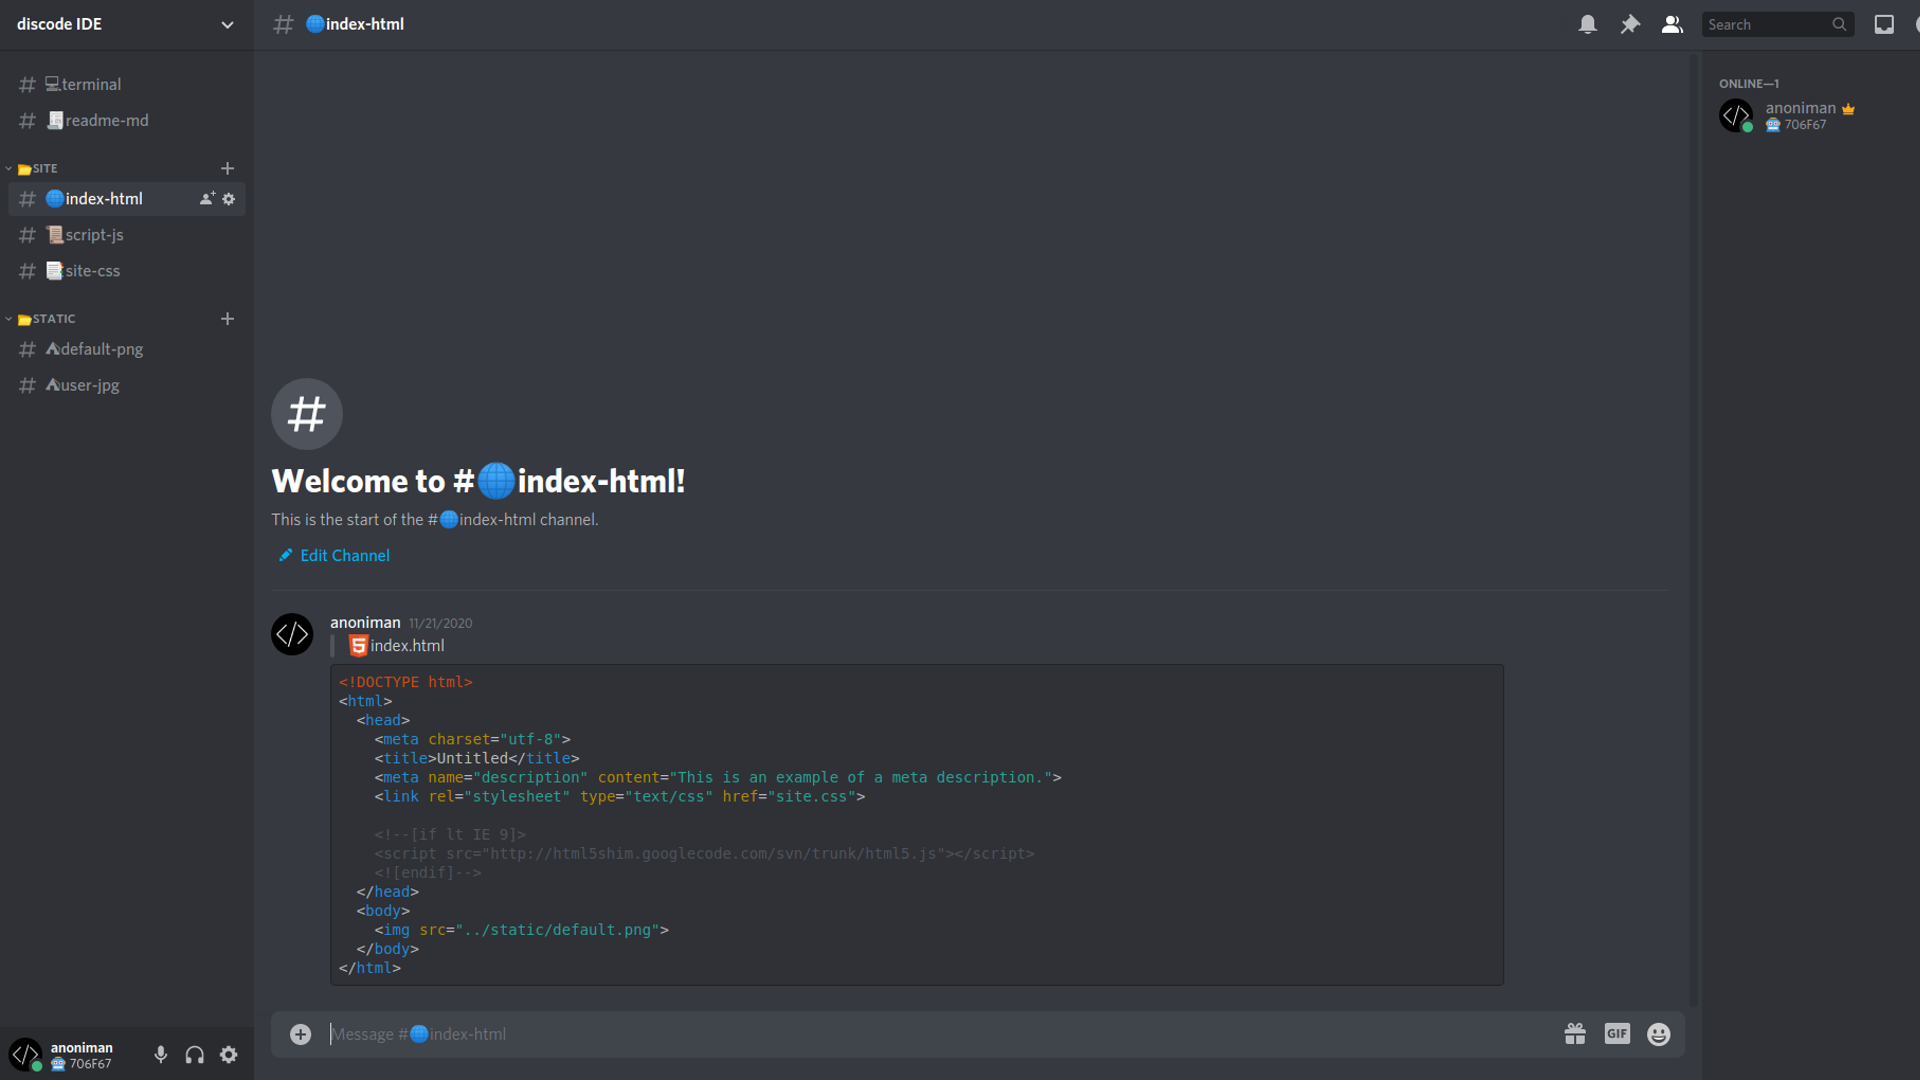 discode IDE
terminal
readme-md
SITE
index-html
script-js
site-css
STATIC
default-png
user-jpg
anoniman
706F67
# index-html
Search
Welcome to #index-html!
This is the start of the #index-html channel.
Edit Channel
anoniman 11/21/2020
index.html
<!DOCTYPE html>
<html>
  <head>
    <meta charset="utf-8">
    <title>Untitled</title>
    <meta name="description" content="This is an example of a meta description.">
    <link rel="stylesheet" type="text/css" href="site.css">
    <!--[if lt IE 9]>
    <script src="http://html5shim.googlecode.com/svn/trunk/html5.js"></script>
    <![endif]-->
  </head>
  <body>
    <img src="../static/default.png">
  </body>
</html>
Message #index-html
GIF
ONLINE—1
anoniman
706F67